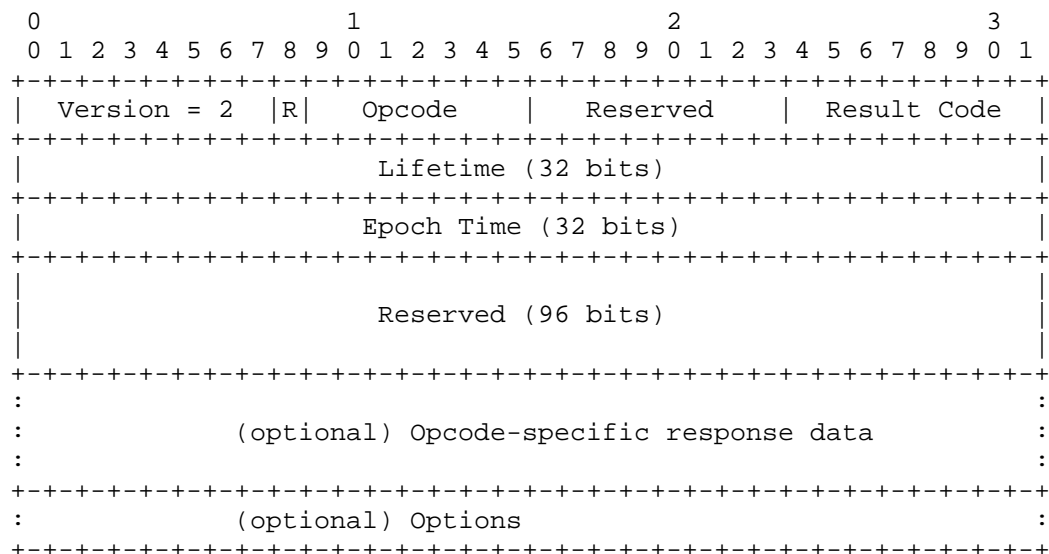 0                   1                   2                   3
 0 1 2 3 4 5 6 7 8 9 0 1 2 3 4 5 6 7 8 9 0 1 2 3 4 5 6 7 8 9 0 1
+-+-+-+-+-+-+-+-+-+-+-+-+-+-+-+-+-+-+-+-+-+-+-+-+-+-+-+-+-+-+-+-+
|  Version = 2  |R|   Opcode    |   Reserved    |  Result Code  |
+-+-+-+-+-+-+-+-+-+-+-+-+-+-+-+-+-+-+-+-+-+-+-+-+-+-+-+-+-+-+-+-+
|                      Lifetime (32 bits)                       |
+-+-+-+-+-+-+-+-+-+-+-+-+-+-+-+-+-+-+-+-+-+-+-+-+-+-+-+-+-+-+-+-+
|                     Epoch Time (32 bits)                      |
+-+-+-+-+-+-+-+-+-+-+-+-+-+-+-+-+-+-+-+-+-+-+-+-+-+-+-+-+-+-+-+-+
|                                                               |
|                      Reserved (96 bits)                       |
|                                                               |
+-+-+-+-+-+-+-+-+-+-+-+-+-+-+-+-+-+-+-+-+-+-+-+-+-+-+-+-+-+-+-+-+
:                                                               :
:             (optional) Opcode-specific response data          :
:                                                               :
+-+-+-+-+-+-+-+-+-+-+-+-+-+-+-+-+-+-+-+-+-+-+-+-+-+-+-+-+-+-+-+-+
:             (optional) Options                                :
+-+-+-+-+-+-+-+-+-+-+-+-+-+-+-+-+-+-+-+-+-+-+-+-+-+-+-+-+-+-+-+-+